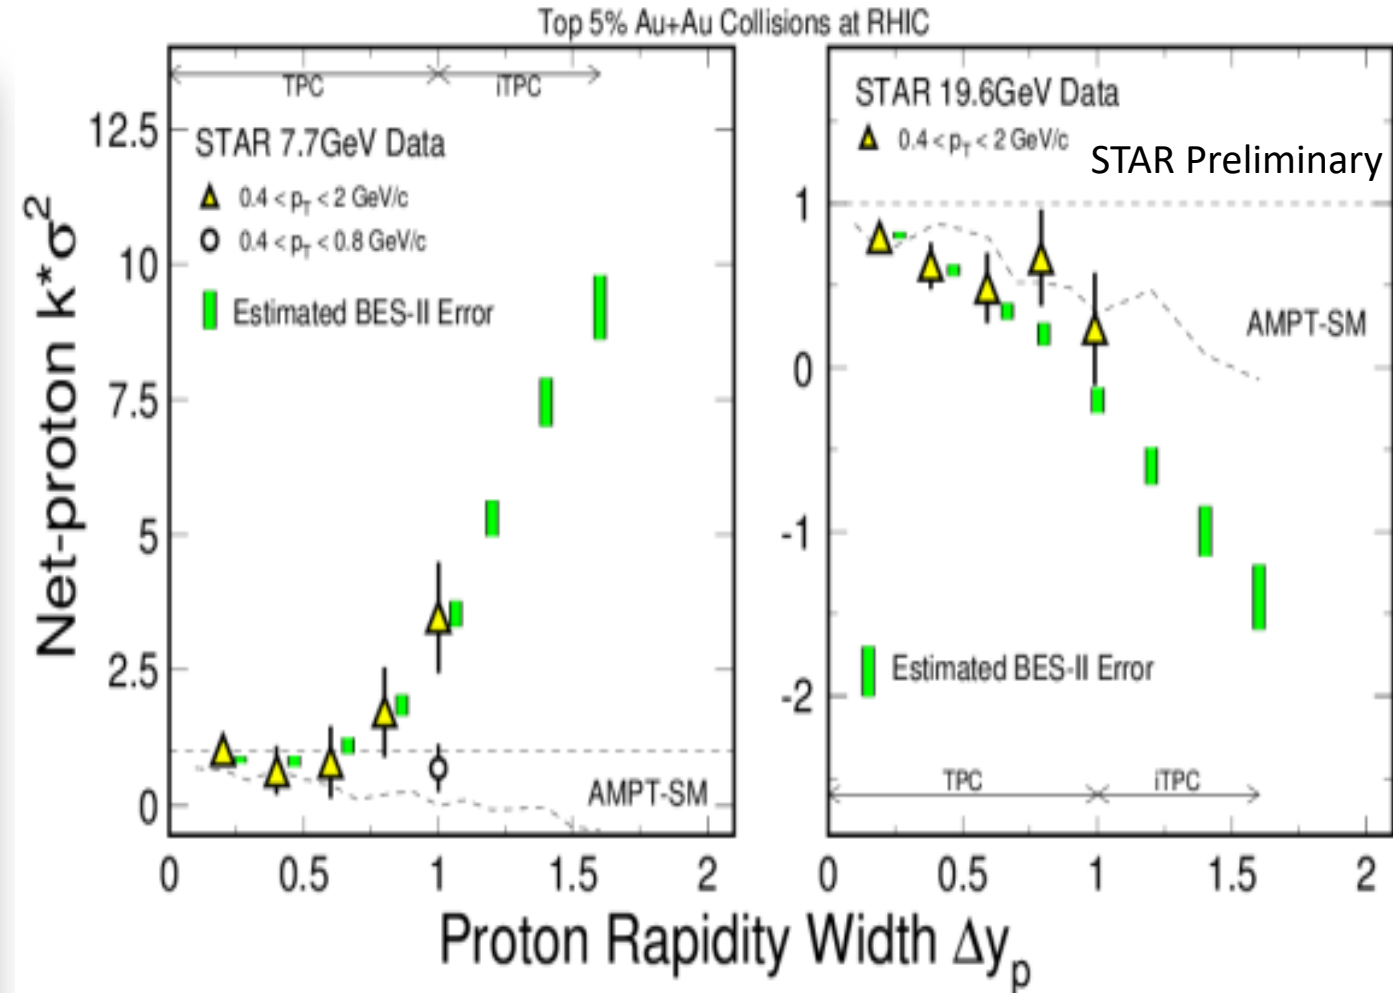 Top 5% Au+Au Collisions at RHIC
Net-proton k*σ²
TPC
iTPC
12.5
10
7.5
5
2.5
0
STAR 7.7GeV Data
0.4 < pT < 2 GeV/c
0.4 < pT < 0.8 GeV/c
Estimated BES-II Error
AMPT-SM
0 0.5 1 1.5 2
STAR 19.6GeV Data
0.4 < pT < 2 GeV/c
STAR Preliminary
1
0
-1
-2
AMPT-SM
Estimated BES-II Error
TPC
iTPC
0 0.5 1 1.5 2
Proton Rapidity Width Δyp